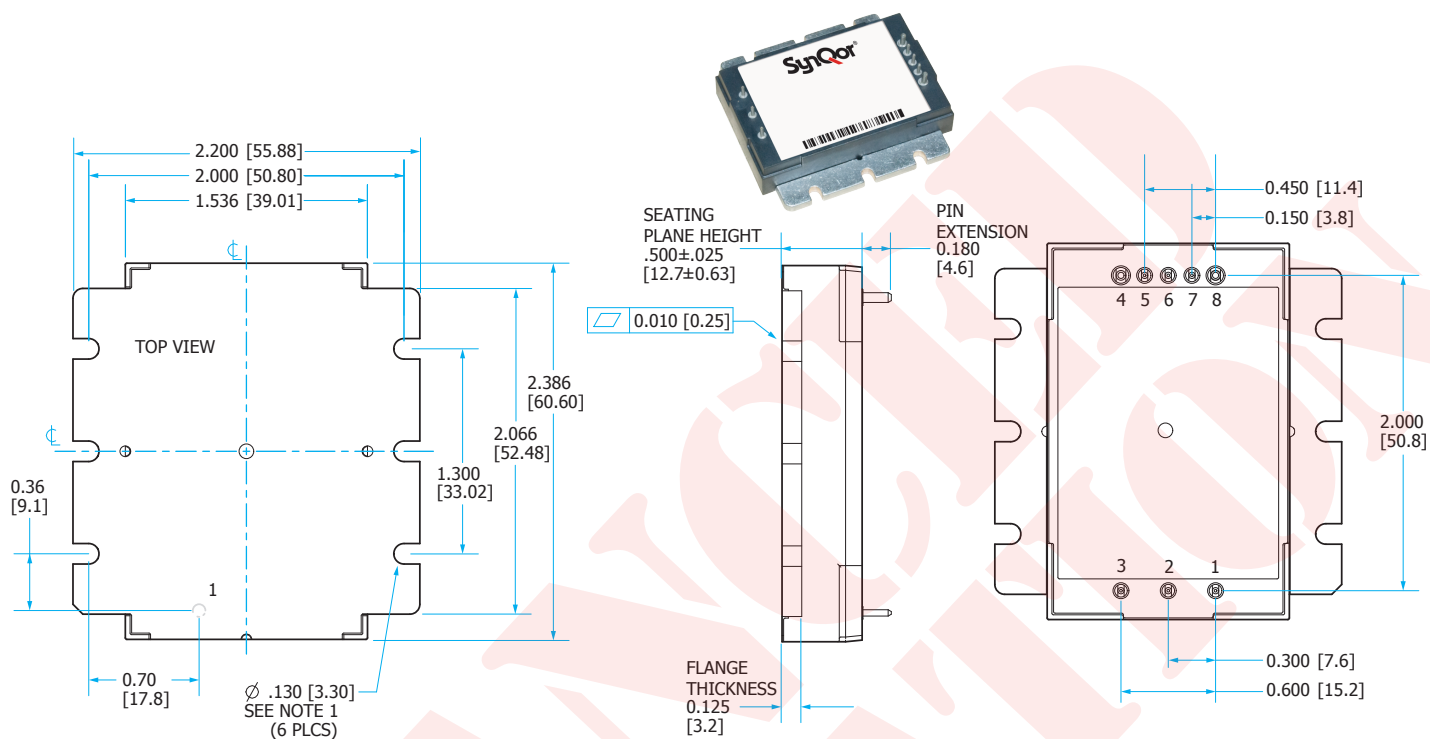 SynQor
2.200 [55.88]
2.000 [50.80]
1.536 [39.01]
℄
℄
TOP VIEW
2.386
[60.60]
2.066
[52.48]
1.300
[33.02]
0.36
[9.1]
1
0.70
[17.8]
Ø .130 [3.30]
SEE NOTE 1
(6 PLCS)
SEATING
PLANE HEIGHT
.500±.025
[12.7±0.63]
PIN
EXTENSION
0.180
[4.6]
▱ 0.010 [0.25]
FLANGE
THICKNESS
0.125
[3.2]
0.450 [11.4]
0.150 [3.8]
4 5 6 7 8
2.000
[50.8]
3 2 1
0.300 [7.6]
0.600 [15.2]